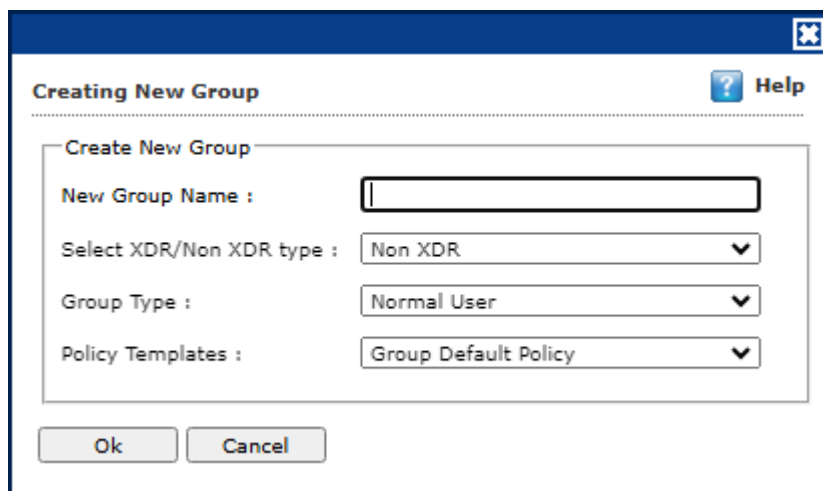 Creating New Group
? Help
Create New Group
New Group Name :
Select XDR/Non XDR type : Non XDR
Group Type : Normal User
Policy Templates : Group Default Policy
Ok Cancel